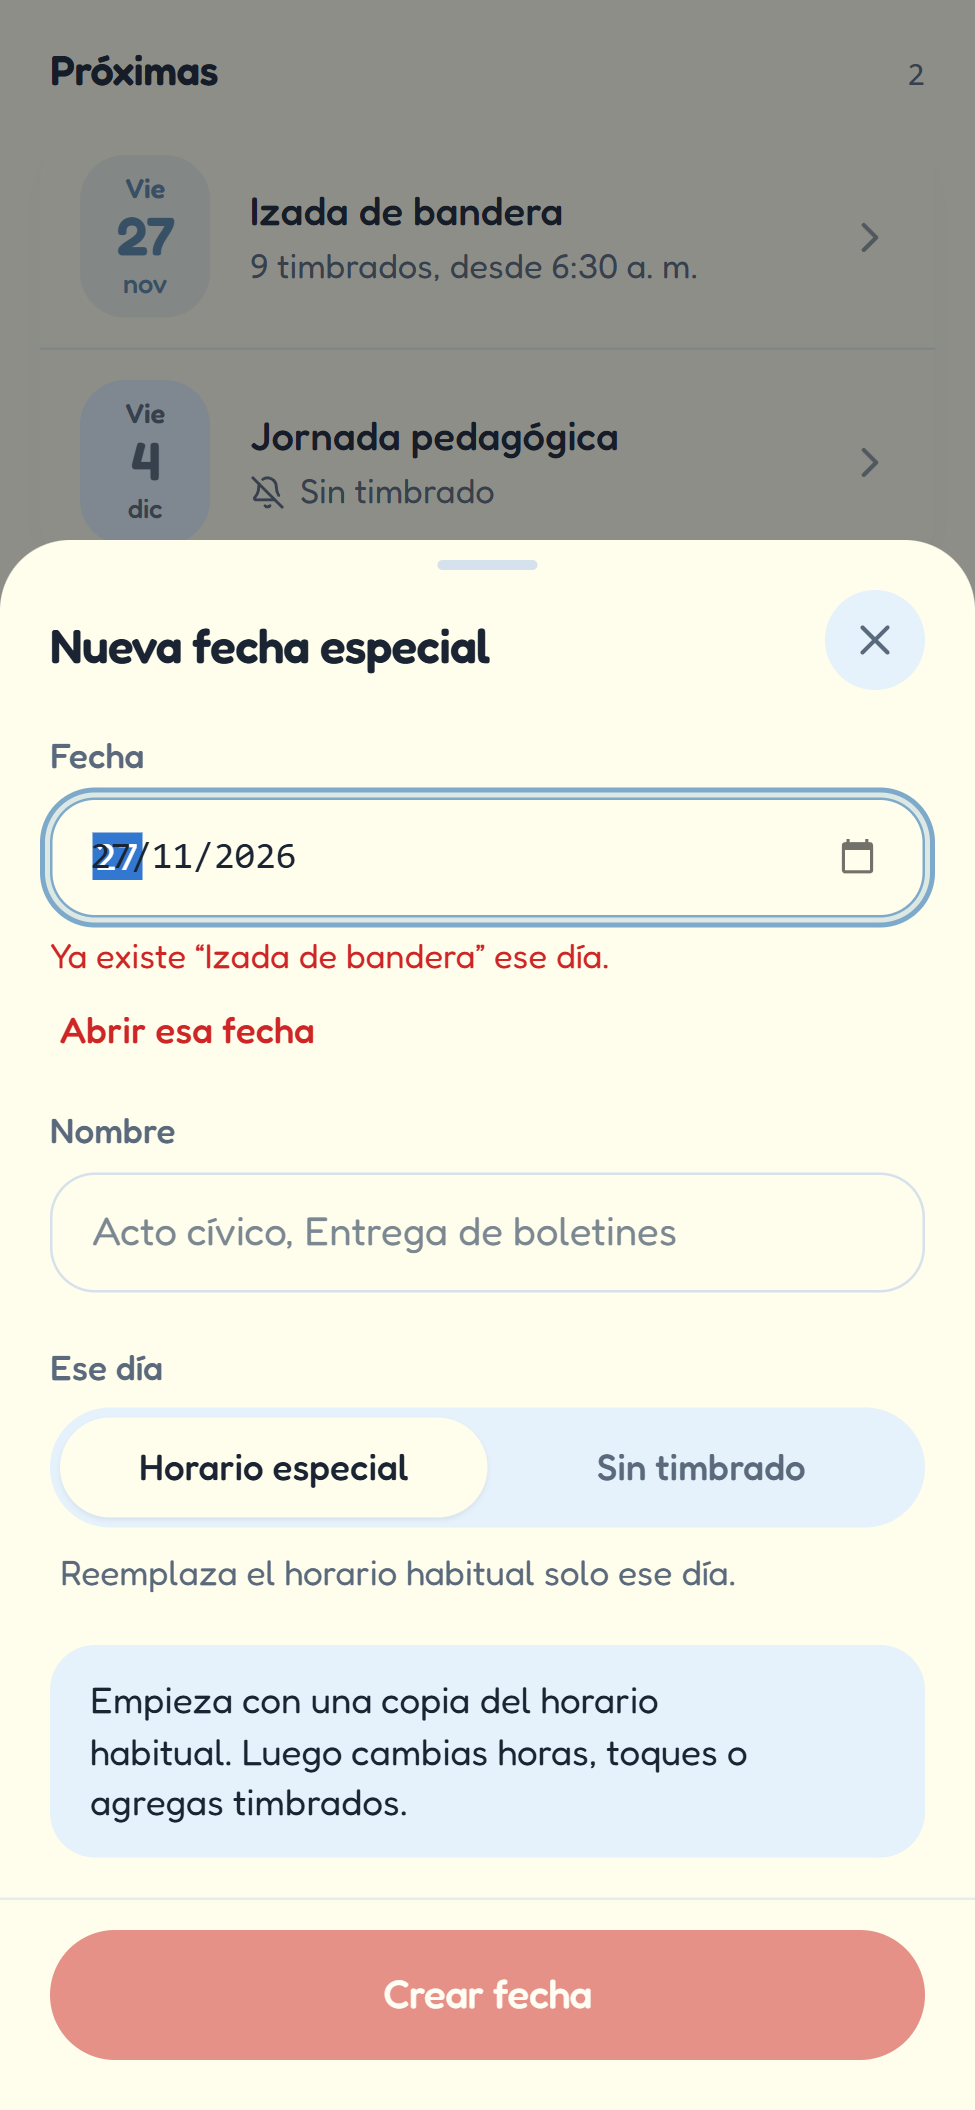 Próximas
2
Vie
27
nov
Izada de bandera
9 timbrados, desde 6:30 a. m.
Vie
4
dic
Jornada pedagógica
Sin timbrado
Nueva fecha especial
Fecha
27/11/2026
Ya existe “Izada de bandera” ese día.
Abrir esa fecha
Nombre
Acto cívico, Entrega de boletines
Ese día
Horario especial
Sin timbrado
Reemplaza el horario habitual solo ese día.
Empieza con una copia del horario
habitual. Luego cambias horas, toques o
agregas timbrados.
Crear fecha